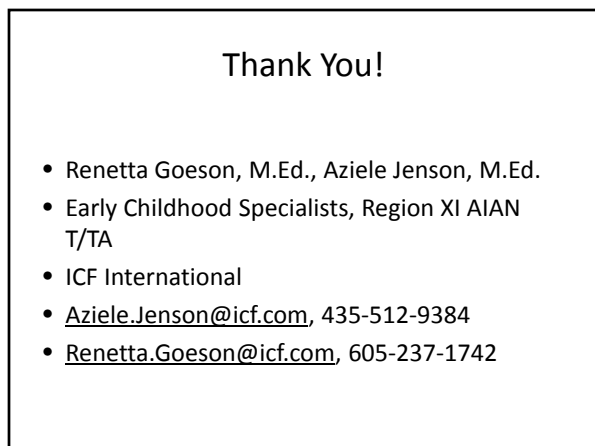 Thank You!
• Renetta Goeson, M.Ed., Aziele Jenson, M.Ed.
• Early Childhood Specialists, Region XI AIAN
T/TA
• ICF International
• Aziele.Jenson@icf.com, 435-512-9384
• Renetta.Goeson@icf.com, 605-237-1742